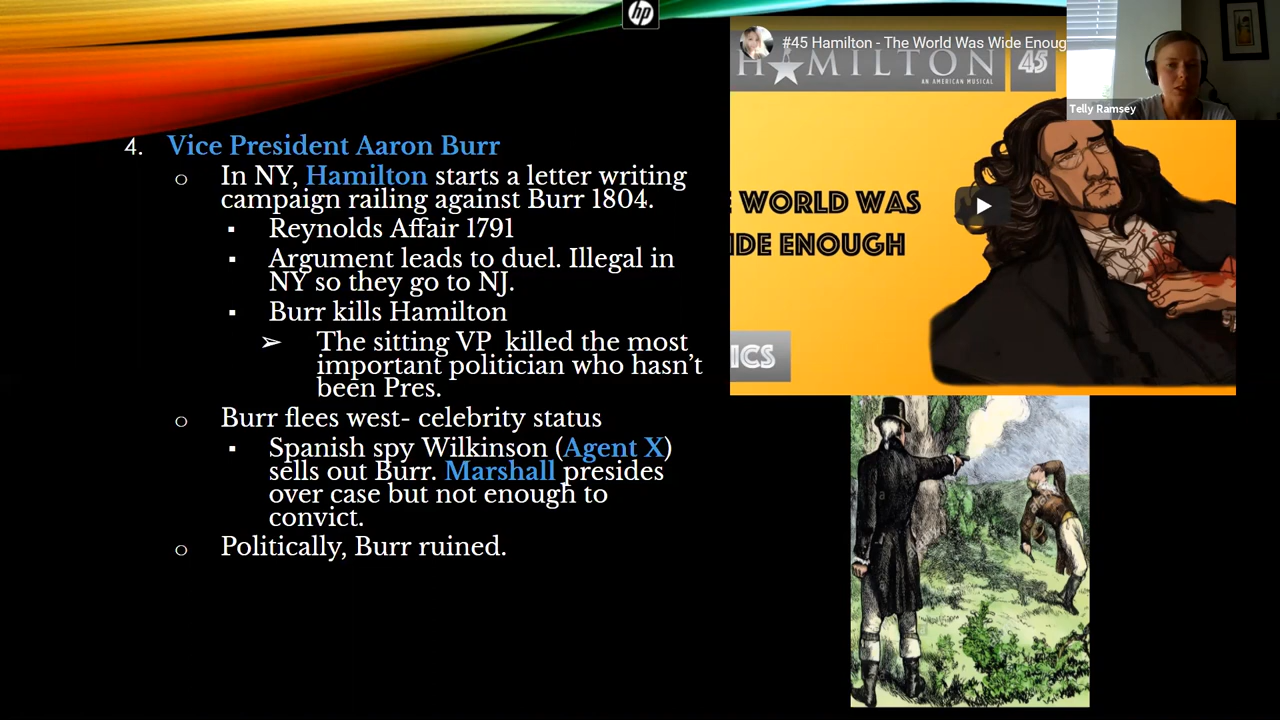 hp
#45 Hamilton - The World Was Wide Enoug
HAMILTON
AN AMERICAN MUSICAL
45
Telly Ramsey
4. Vice President Aaron Burr
o In NY, Hamilton starts a letter writing
campaign railing against Burr 1804.
▪ Reynolds Affair 1791
▪ Argument leads to duel. Illegal in
NY so they go to NJ.
▪ Burr kills Hamilton
➢ The sitting VP killed the most
important politician who hasn't
been Pres.
o Burr flees west- celebrity status
▪ Spanish spy Wilkinson (Agent X)
sells out Burr. Marshall presides
over case but not enough to
convict.
o Politically, Burr ruined.
E WORLD WAS
IDE ENOUGH
ICS